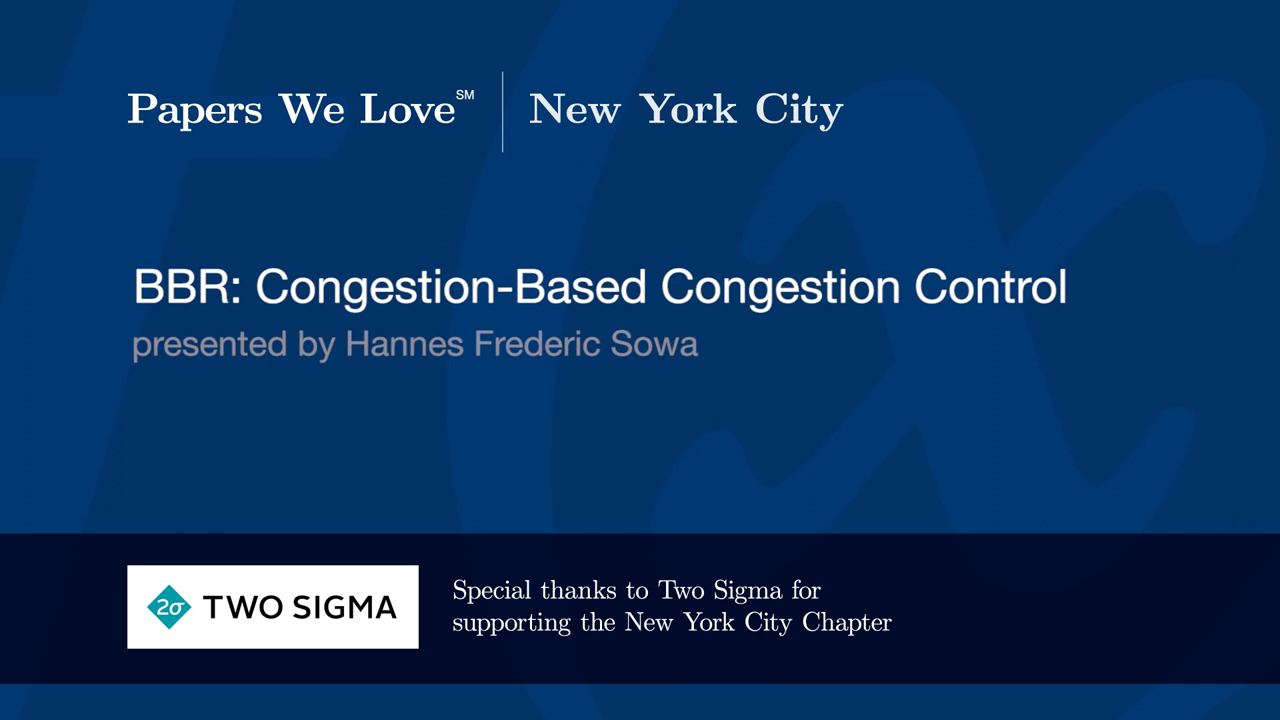 Papers We Love℠ | New York City
BBR: Congestion-Based Congestion Control
presented by Hannes Frederic Sowa
2σ TWO SIGMA
Special thanks to Two Sigma for
supporting the New York City Chapter